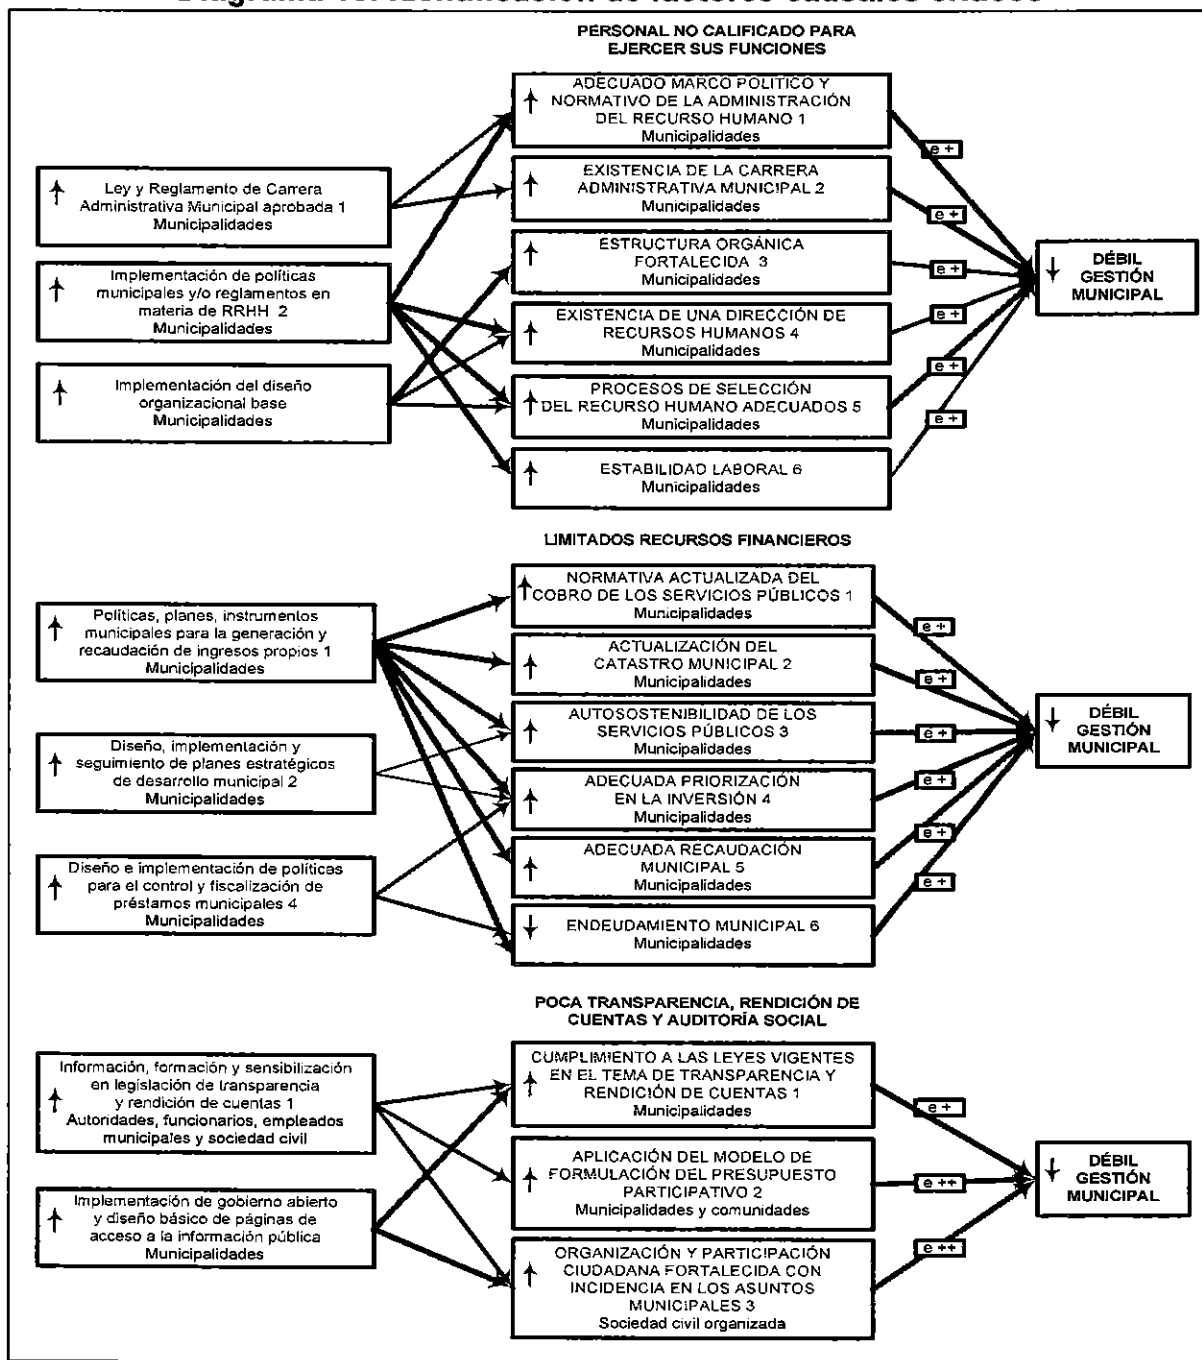 PERSONAL NO CALIFICADO PARA
EJERCER SUS FUNCIONES
Ley y Reglamento de Carrera
Administrativa Municipal aprobada 1
Municipalidades
Implementación de políticas
municipales y/o reglamentos en
materia de RRHH 2
Municipalidades
Implementación del diseño
organizacional base
Municipalidades
ADECUADO MARCO POLITICO Y
NORMATIVO DE LA ADMINISTRACIÓN
DEL RECURSO HUMANO 1
Municipalidades
EXISTENCIA DE LA CARRERA
ADMINISTRATIVA MUNICIPAL 2
Municipalidades
ESTRUCTURA ORGÁNICA
FORTALECIDA 3
Municipalidades
EXISTENCIA DE UNA DIRECCIÓN DE
RECURSOS HUMANOS 4
Municipalidades
PROCESOS DE SELECCIÓN
DEL RECURSO HUMANO ADECUADOS 5
Municipalidades
ESTABILIDAD LABORAL 6
Municipalidades
e +
e +
e +
e +
e +
e +
DÉBIL
GESTIÓN
MUNICIPAL
LIMITADOS RECURSOS FINANCIEROS
Políticas, planes, instrumentos
municipales para la generación y
recaudación de ingresos propios 1
Municipalidades
Diseño, implementación y
seguimiento de planes estratégicos
de desarrollo municipal 2
Municipalidades
Diseño e implementación de políticas
para el control y fiscalización de
préstamos municipales 4
Municipalidades
NORMATIVA ACTUALIZADA DEL
COBRO DE LOS SERVICIOS PÚBLICOS 1
Municipalidades
ACTUALIZACIÓN DEL
CATASTRO MUNICIPAL 2
Municipalidades
AUTOSOSTENIBILIDAD DE LOS
SERVICIOS PÚBLICOS 3
Municipalidades
ADECUADA PRIORIZACIÓN
EN LA INVERSIÓN 4
Municipalidades
ADECUADA RECAUDACIÓN
MUNICIPAL 5
Municipalidades
ENDEUDAMIENTO MUNICIPAL 6
Municipalidades
e +
e +
e +
e +
e +
e +
DÉBIL
GESTIÓN
MUNICIPAL
POCA TRANSPARENCIA, RENDICIÓN DE
CUENTAS Y AUDITORÍA SOCIAL
Información, formación y sensibilización
en legislación de transparencia
y rendición de cuentas 1
Autoridades, funcionarios, empleados
municipales y sociedad civil
Implementación de gobierno abierto
y diseño básico de páginas de
acceso a la información pública
Municipalidades
CUMPLIMIENTO A LAS LEYES VIGENTES
EN EL TEMA DE TRANSPARENCIA Y
RENDICIÓN DE CUENTAS 1
Municipalidades
APLICACIÓN DEL MODELO DE
FORMULACIÓN DEL PRESUPUESTO
PARTICIPATIVO 2
Municipalidades y comunidades
ORGANIZACIÓN Y PARTICIPACIÓN
CIUDADANA FORTALECIDA CON
INCIDENCIA EN LOS ASUNTOS
MUNICIPALES 3
Sociedad civil organizada
e +
e ++
e ++
DÉBIL
GESTIÓN
MUNICIPAL